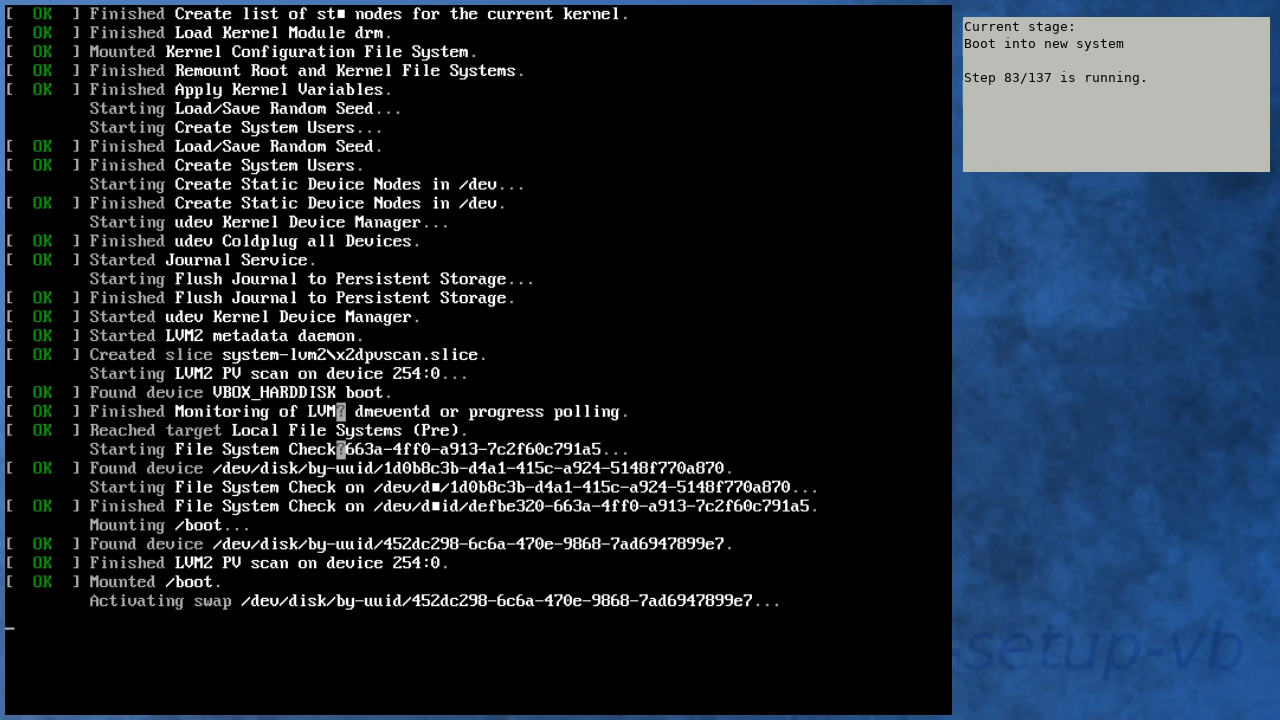 [  OK  ] Finished Create list of st■ nodes for the current kernel.
[  OK  ] Finished Load Kernel Module drm.
[  OK  ] Mounted Kernel Configuration File System.
[  OK  ] Finished Remount Root and Kernel File Systems.
[  OK  ] Finished Apply Kernel Variables.
Starting Load/Save Random Seed...
Starting Create System Users...
[  OK  ] Finished Load/Save Random Seed.
[  OK  ] Finished Create System Users.
Starting Create Static Device Nodes in /dev...
[  OK  ] Finished Create Static Device Nodes in /dev.
Starting udev Kernel Device Manager...
[  OK  ] Finished udev Coldplug all Devices.
[  OK  ] Started Journal Service.
Starting Flush Journal to Persistent Storage...
[  OK  ] Finished Flush Journal to Persistent Storage.
[  OK  ] Started udev Kernel Device Manager.
[  OK  ] Started LVM2 metadata daemon.
[  OK  ] Created slice system-lvm2\x2dpvscan.slice.
Starting LVM2 PV scan on device 254:0...
[  OK  ] Found device VBOX_HARDDISK boot.
[  OK  ] Finished Monitoring of LVM? dmeventd or progress polling.
[  OK  ] Reached target Local File Systems (Pre).
Starting File System Check?663a-4ff0-a913-7c2f60c791a5...
[  OK  ] Found device /dev/disk/by-uuid/1d0b8c3b-d4a1-415c-a924-5148f770a870.
Starting File System Check on /dev/d■/1d0b8c3b-d4a1-415c-a924-5148f770a870...
[  OK  ] Finished File System Check on /dev/d■id/defbe320-663a-4ff0-a913-7c2f60c791a5.
Mounting /boot...
[  OK  ] Found device /dev/disk/by-uuid/452dc298-6c6a-470e-9868-7ad6947899e7.
[  OK  ] Finished LVM2 PV scan on device 254:0.
[  OK  ] Mounted /boot.
Activating swap /dev/disk/by-uuid/452dc298-6c6a-470e-9868-7ad6947899e7...
_
Current stage:
Boot into new system
Step 83/137 is running.
-setup-vb